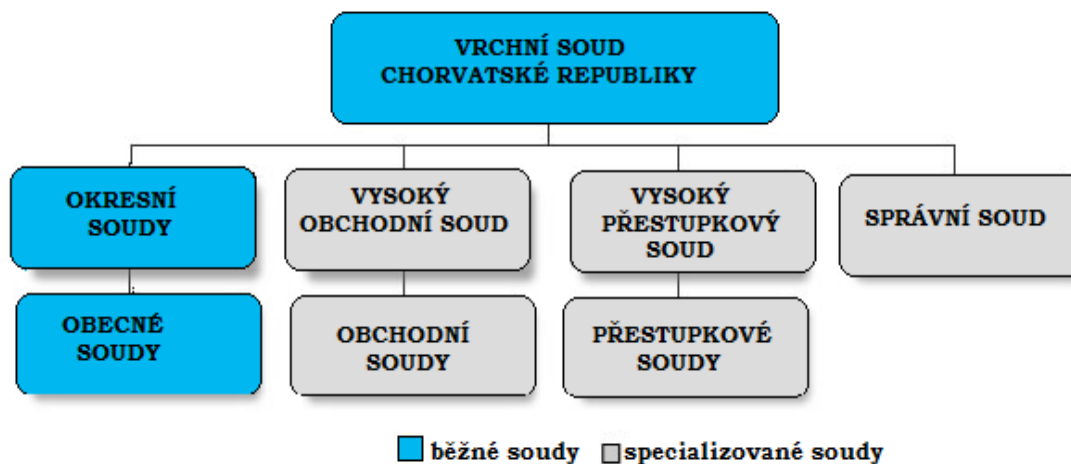 VRCHNÍ SOUD
CHORVATSKÉ REPUBLIKY
OKRESNÍ
SOUDY
VYSOKÝ
OBCHODNÍ SOUD
VYSOKÝ
PŘESTUPKOVÝ
SOUD
SPRÁVNÍ SOUD
OBECNÉ
SOUDY
OBCHODNÍ
SOUDY
PŘESTUPKOVÉ
SOUDY
běžné soudy
specializované soudy